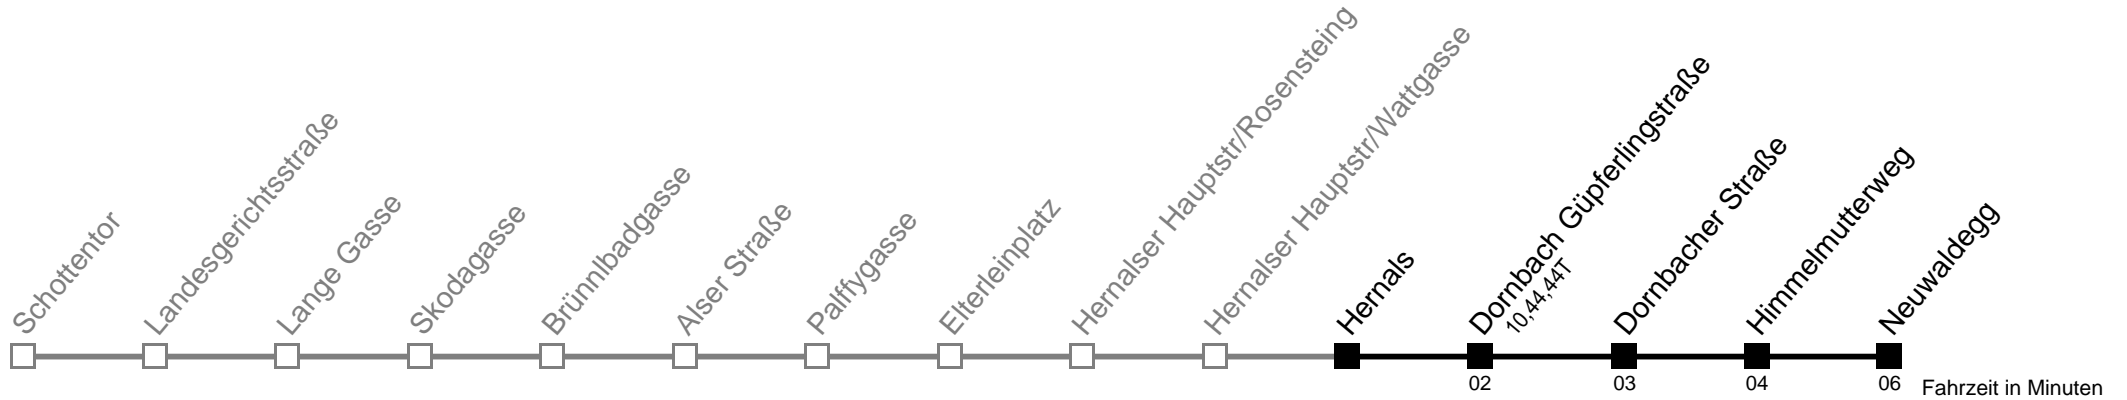 Schottentor
Landesgerichtsstraße
Lange Gasse
Skodagasse
Brünnlbadgasse
Alser Straße
Palffygasse
Elterleinplatz
Hernalser Hauptstr/Rosensteing
Hernalser Hauptstr/Wattgasse
Hernals
Dornbach Güpferlingstraße
10,44,44T
Dornbacher Straße
Himmelmutterweg
Neuwaldegg
02
03
04
06
Fahrzeit in Minuten